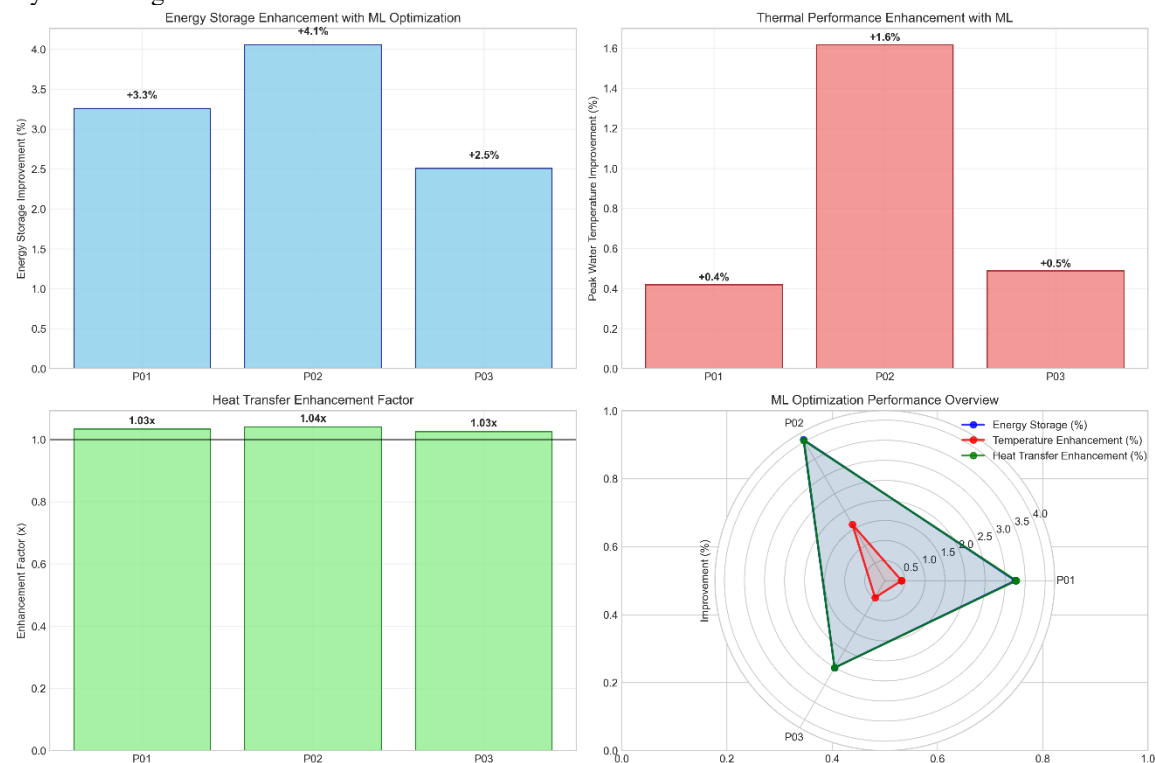 Energy Storage Enhancement with ML Optimization
Energy Storage Improvement (%)
4.0
3.5
3.0
2.5
2.0
1.5
1.0
0.5
0.0
+3.3%
+4.1%
+2.5%
P01
P02
P03
Thermal Performance Enhancement with ML
Peak Water Temperature Improvement (%)
1.6
1.4
1.2
1.0
0.8
0.6
0.4
0.2
0.0
+0.4%
+1.6%
+0.5%
P01
P02
P03
Heat Transfer Enhancement Factor
Enhancement Factor (x)
1.0
0.8
0.6
0.4
0.2
0.0
1.03x
1.04x
1.03x
P01
P02
P03
ML Optimization Performance Overview
Improvement (%)
1.0
0.8
0.6
0.4
0.2
0.0
0.0
0.2
0.4
0.6
0.8
1.0
P02
P01
P03
0.5
1.0
1.5
2.0
2.5
3.0
3.5
4.0
Energy Storage (%)
Temperature Enhancement (%)
Heat Transfer Enhancement (%)